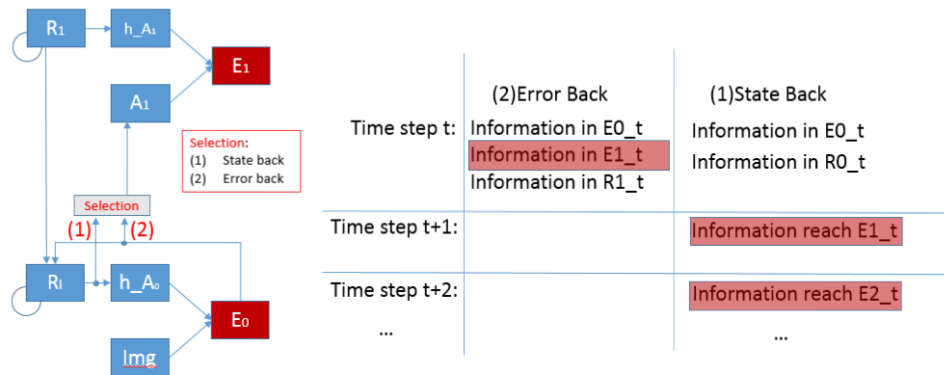 R₁
h_A₁
E₁
A₁
Selection:
(1) State back
(2) Error back
Selection
(1)
(2)
Rl
h_A₀
E₀
Img
(2)Error Back
(1)State Back
Time step t:
Information in E0_t
Information in E0_t
Information in E1_t
Information in R0_t
Information in R1_t
Time step t+1:
Information reach E1_t
Time step t+2:
Information reach E2_t
...
...